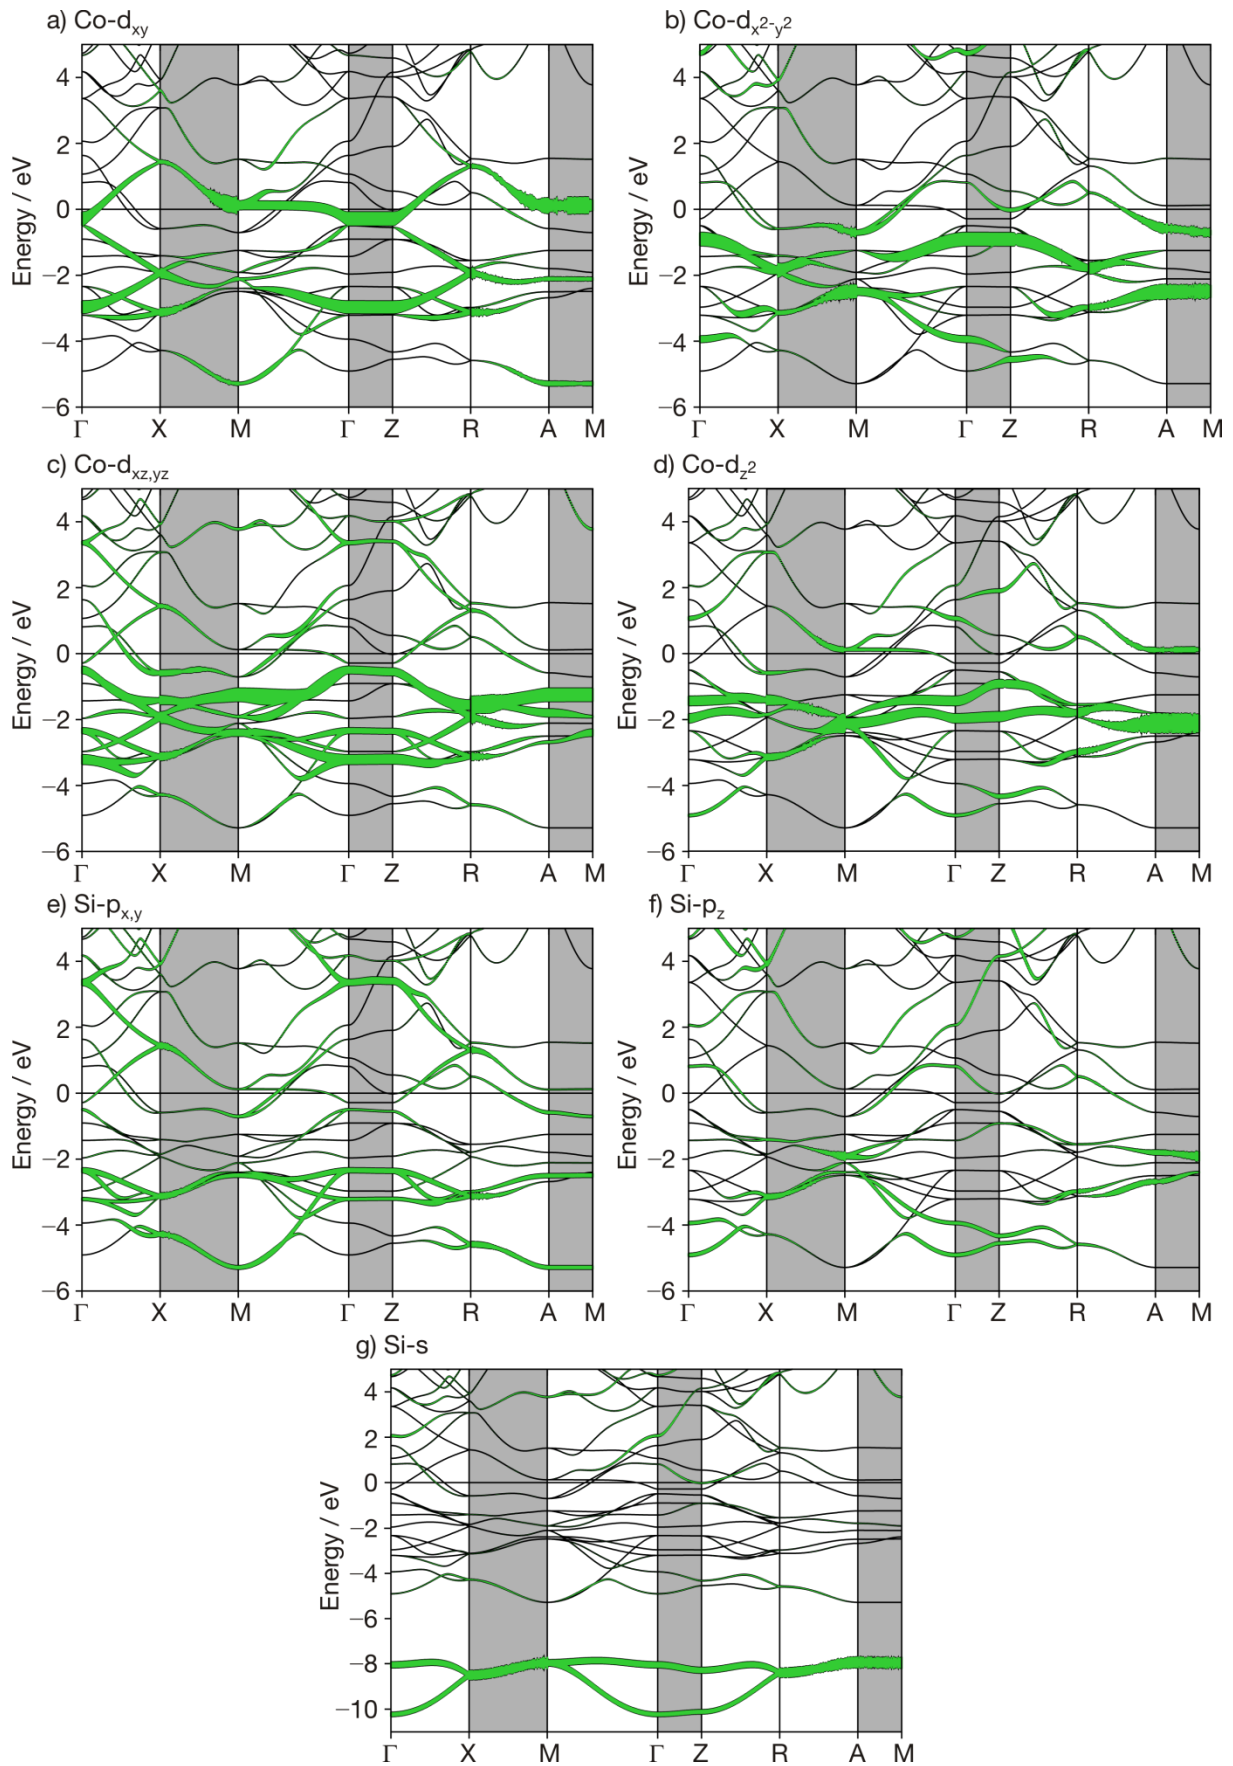 a) Co-dxy
b) Co-dx2-y2
Energy / eV
4
2
0
−2
−4
−6
Γ X M Γ Z R A M
Energy / eV
4
2
0
−2
−4
−6
Γ X M Γ Z R A M
c) Co-dxz,yz
d) Co-dz2
Energy / eV
4
2
0
−2
−4
−6
Γ X M Γ Z R A M
Energy / eV
4
2
0
−2
−4
−6
Γ X M Γ Z R A M
e) Si-px,y
f) Si-pz
Energy / eV
4
2
0
−2
−4
−6
Γ X M Γ Z R A M
Energy / eV
4
2
0
−2
−4
−6
Γ X M Γ Z R A M
g) Si-s
Energy / eV
4
2
0
−2
−4
−6
−8
−10
Γ X M Γ Z R A M